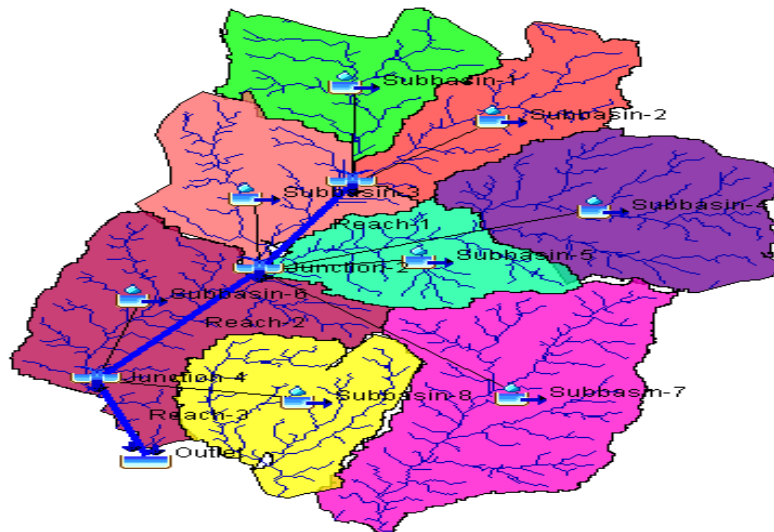 Subbasin-1
Subbasin-2
Subbasin-3
Subbasin-4
Reach-1
Subbasin-5
Junction-2
Subbasin-6
Reach-2
Junction-4
Subbasin-7
Subbasin-8
Reach-3
Outlet